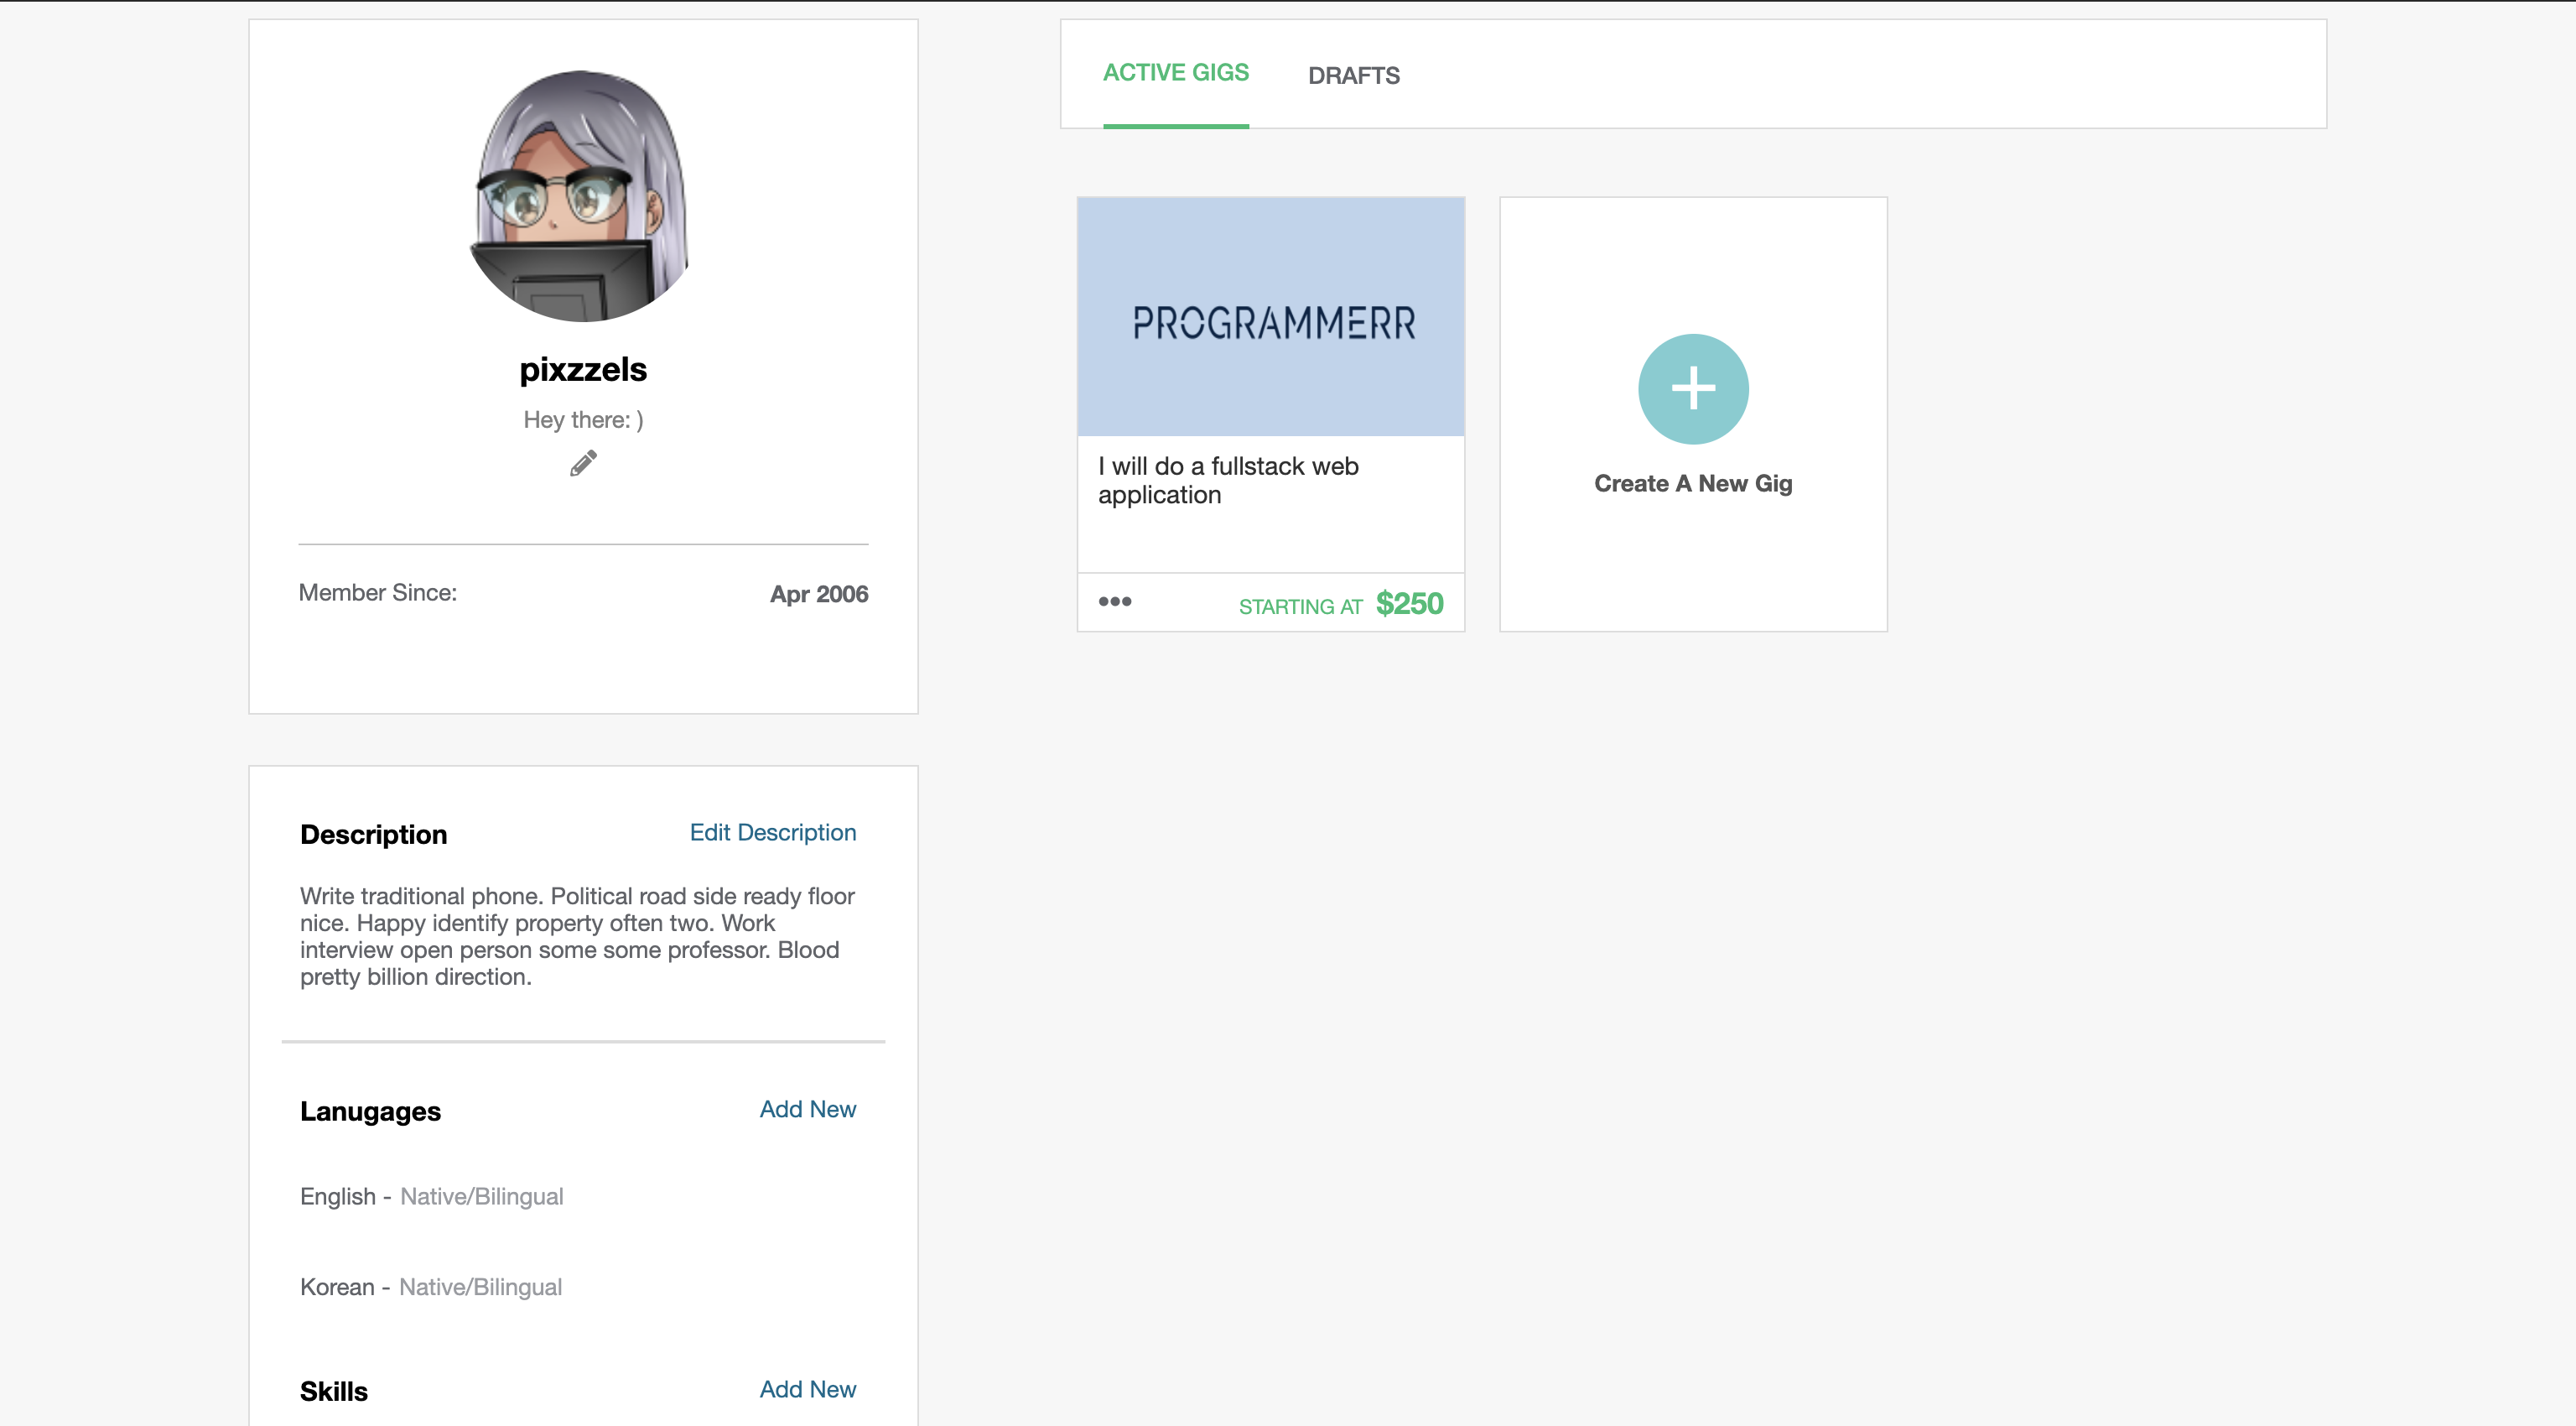 pixzzels
Hey there: )
Member Since: Apr 2006
Description Edit Description
Write traditional phone. Political road side ready floor
nice. Happy identify property often two. Work
interview open person some some professor. Blood
pretty billion direction.
Lanugages Add New
English - Native/Bilingual
Korean - Native/Bilingual
Skills Add New
ACTIVE GIGS DRAFTS
PROGRAMMERR
I will do a fullstack web
application
STARTING AT $250
Create A New Gig